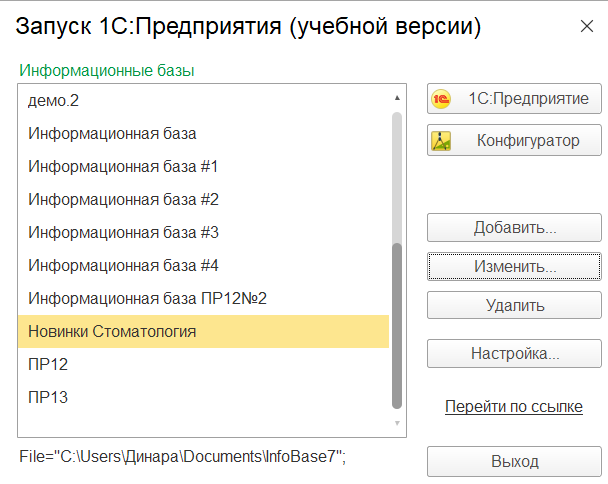 Запуск 1С:Предприятия (учебной версии)
Информационные базы
демо.2
Информационная база
Информационная база #1
Информационная база #2
Информационная база #3
Информационная база #4
Информационная база ПР12№2
Новинки Стоматология
ПР12
ПР13
File="C:\Users\Динара\Documents\InfoBase7";
1С:Предприятие
Конфигуратор
Добавить...
Изменить...
Удалить
Настройка...
Перейти по ссылке
Выход